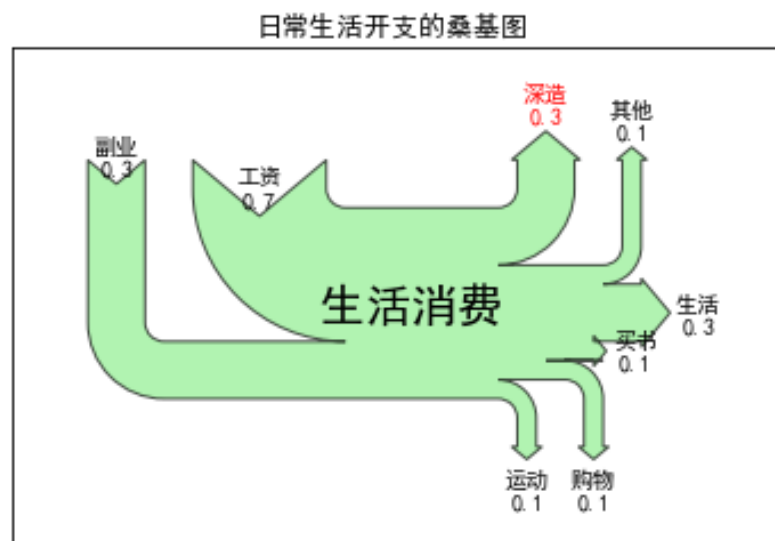 日常生活开支的桑基图
深造
0.3
其他
0.1
副业
0.3
工资
0.7
生活消费
生活
0.3
买书
0.1
运动
0.1
购物
0.1